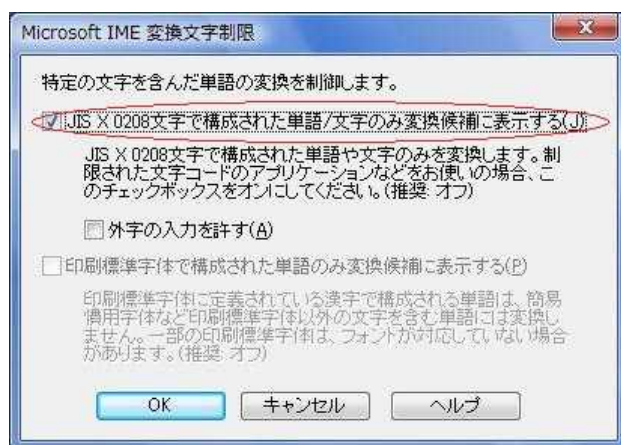 Microsoft IME 変換文字制限
特定の文字を含んだ単語の変換を制御します。
JIS X 0208文字で構成された単語/文字のみ変換候補に表示する(J)
JIS X 0208文字で構成された単語や文字のみを変換します。制
限された文字コードのアプリケーションなどをお使いの場合、こ
のチェックボックスをオンにしてください。(推奨: オフ)
外字の入力を許す(A)
印刷標準字体で構成された単語のみ変換候補に表示する(P)
印刷標準字体に定義されている漢字で構成される単語は、簡易
慣用字体など印刷標準字体以外の文字を含む単語には変換し
ません。一部の印刷標準字体は、フォントが対応していない場合
があります。(推奨: オフ)
OK キャンセル ヘルプ